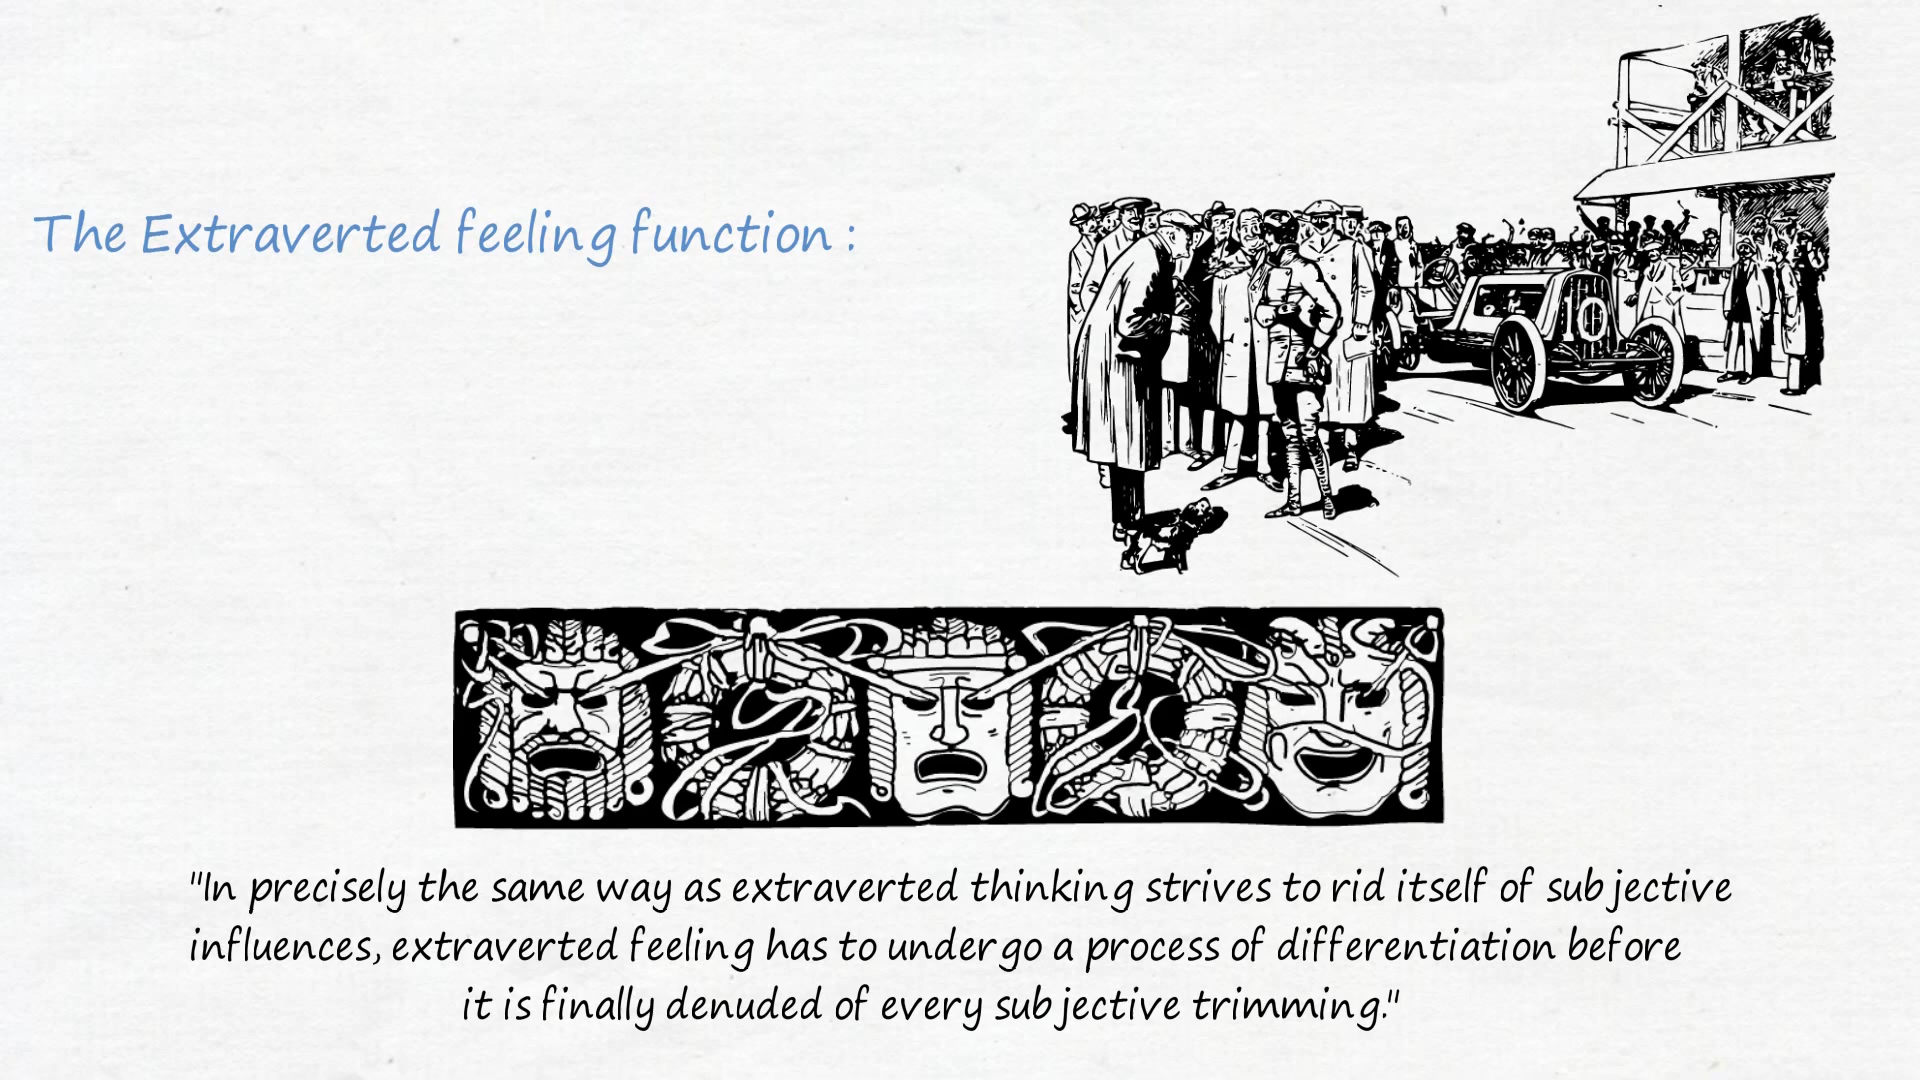 The Extraverted feeling function :
"In precisely the same way as extraverted thinking strives to rid itself of subjective
influences, extraverted feeling has to undergo a process of differentiation before
it is finally denuded of every subjective trimming."